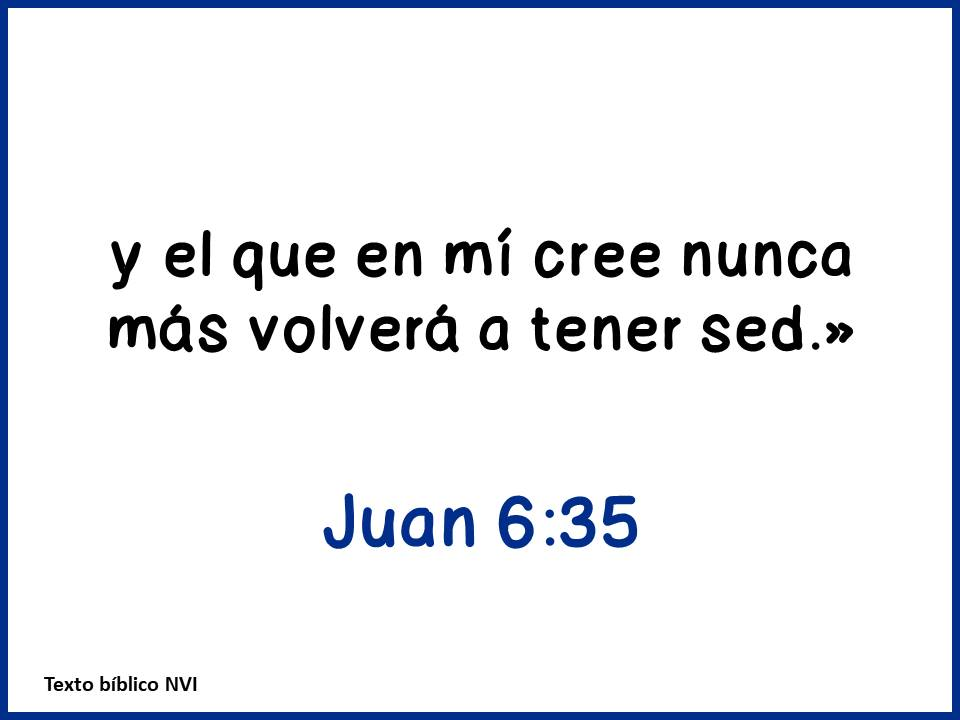 y el que en mí cree nunca
más volverá a tener sed.»
Juan 6:35
Texto bíblico NVI